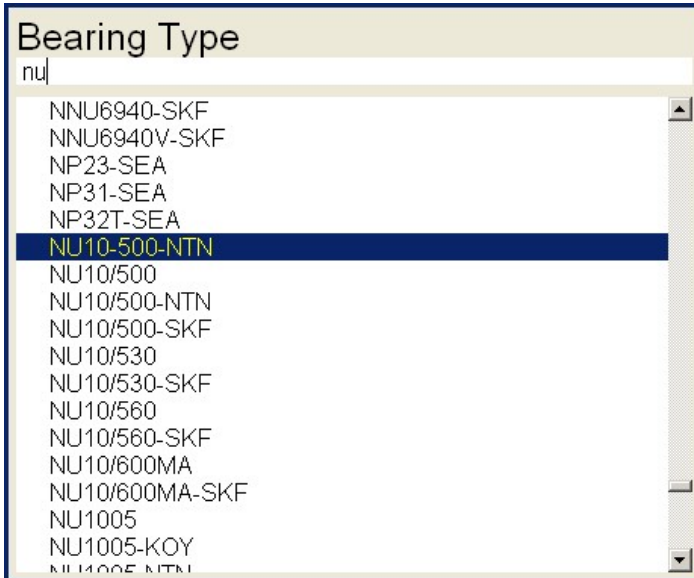 Bearing Type
nu
NNU6940-SKF
NNU6940V-SKF
NP23-SEA
NP31-SEA
NP32T-SEA
NU10-500-NTN
NU10/500
NU10/500-NTN
NU10/500-SKF
NU10/530
NU10/530-SKF
NU10/560
NU10/560-SKF
NU10/600MA
NU10/600MA-SKF
NU1005
NU1005-KOY
NU1005-NTN